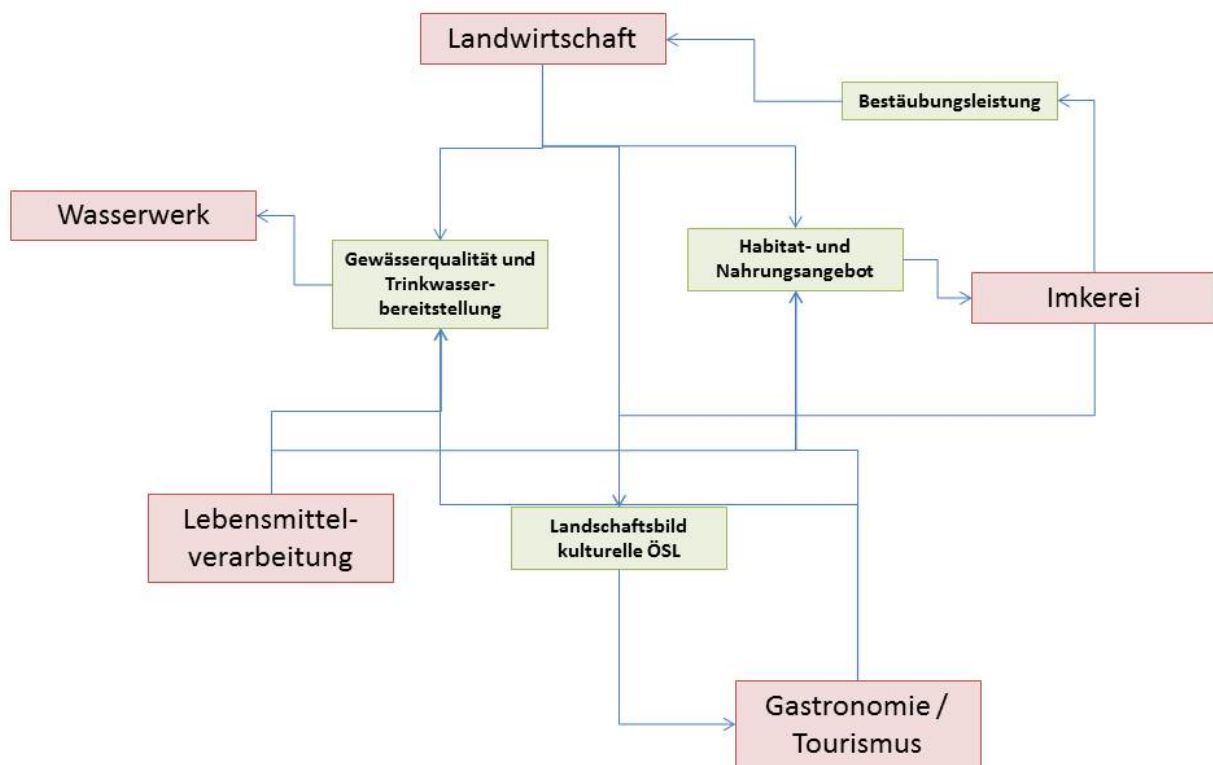 Landwirtschaft
Bestäubungsleistung
Wasserwerk
Gewässerqualität und
Trinkwasser-
bereitstellung
Habitat- und
Nahrungsangebot
Imkerei
Lebensmittel-
verarbeitung
Landschaftsbild
kulturelle ÖSL
Gastronomie /
Tourismus